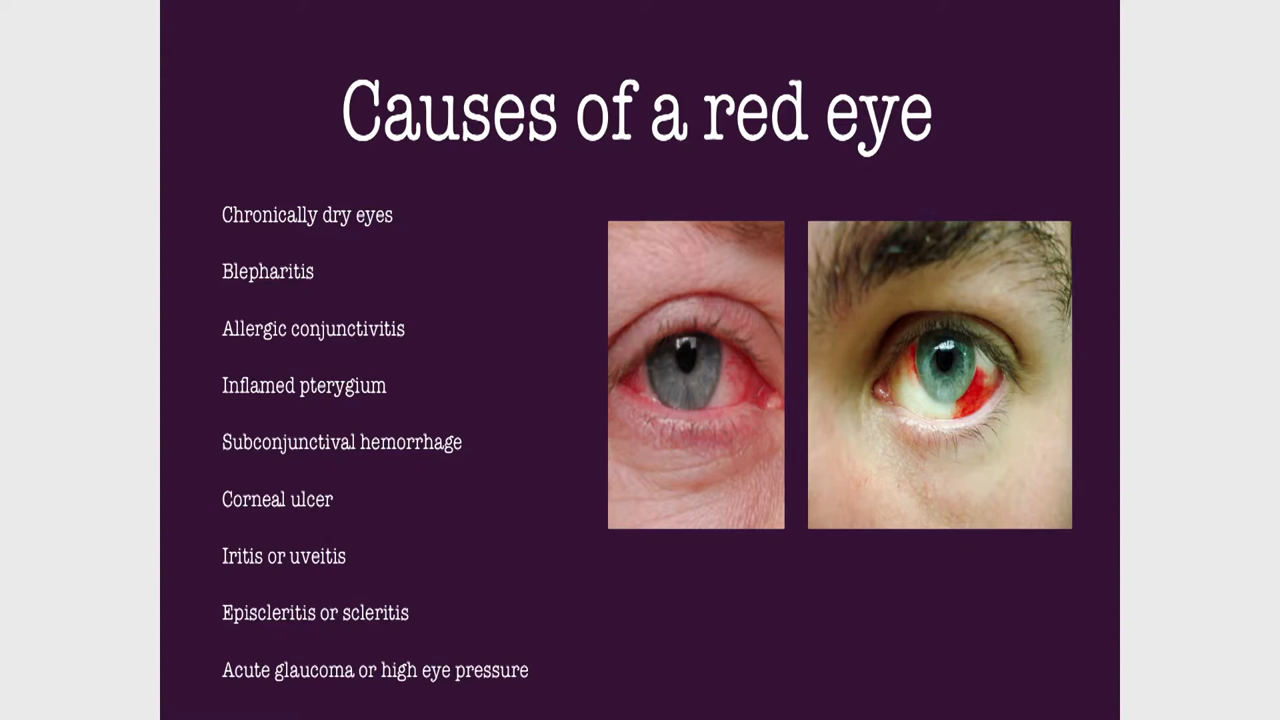 Causes of a red eye
Chronically dry eyes
Blepharitis
Allergic conjunctivitis
Inflamed pterygium
Subconjunctival hemorrhage
Corneal ulcer
Iritis or uveitis
Episcleritis or scleritis
Acute glaucoma or high eye pressure